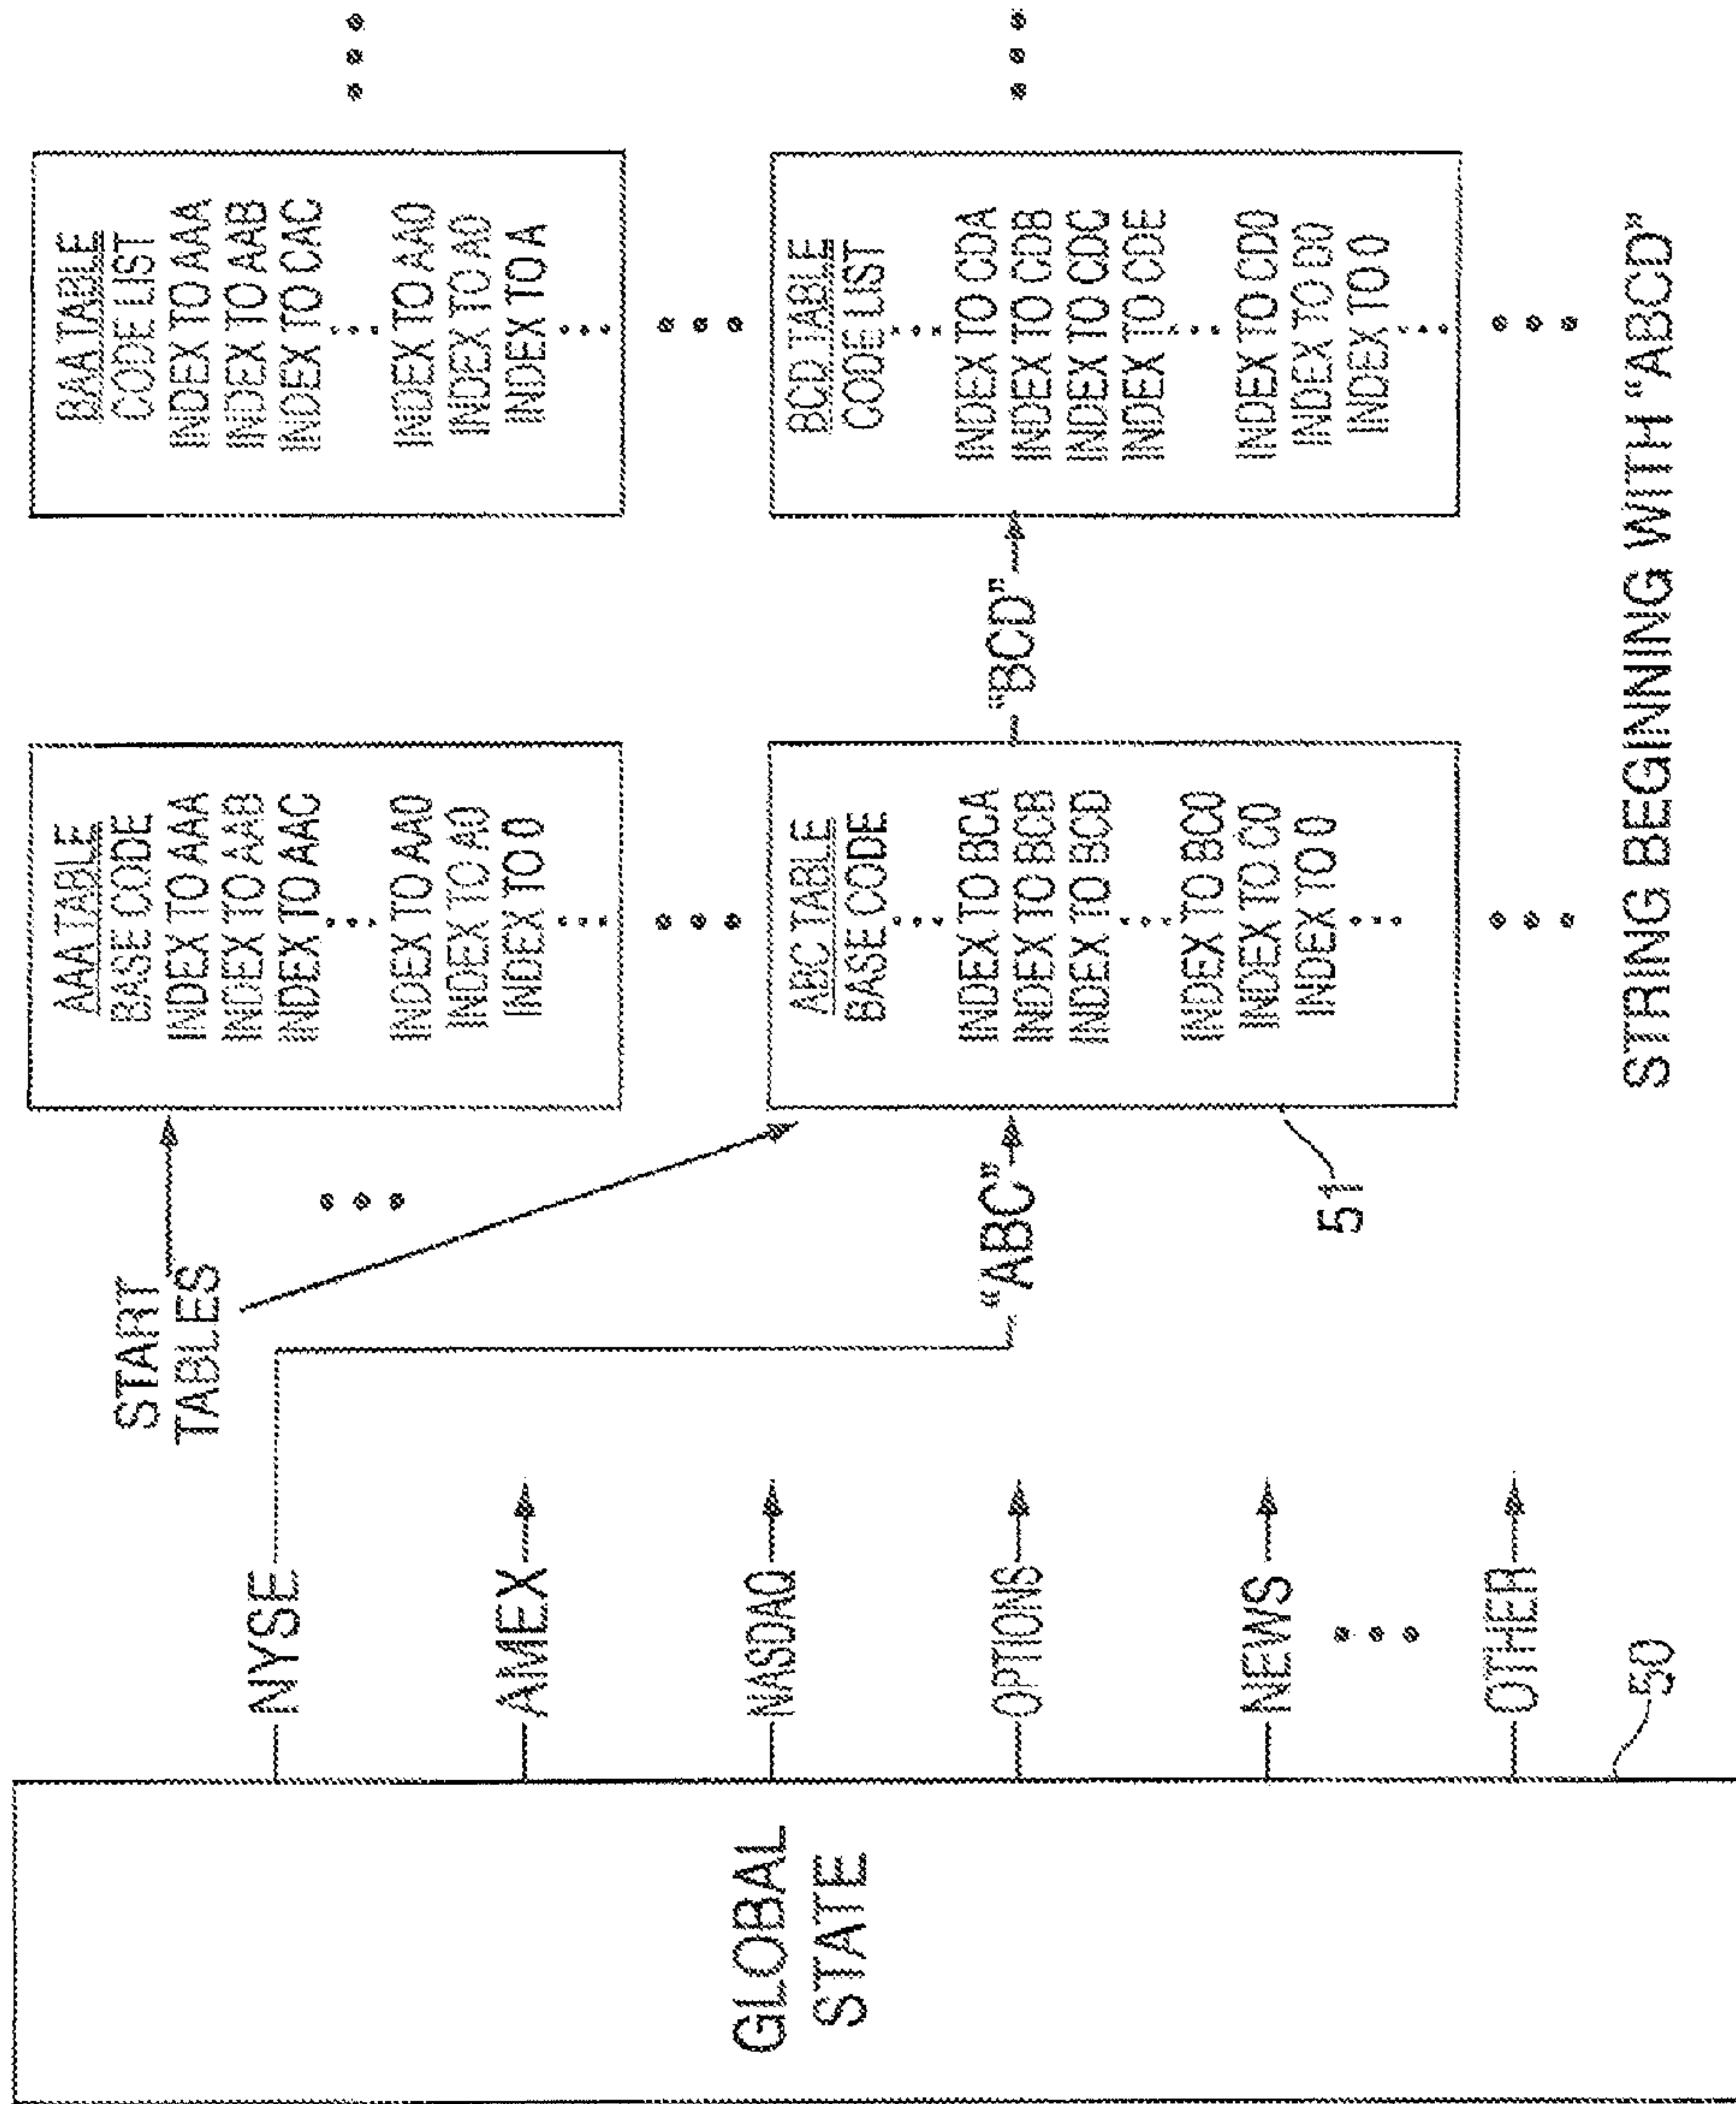 GLOBAL
STATE
50
NYSE
AMEX
NASDAQ
OPTIONS
NEWS
OTHER
START
TABLES
"ABC"
51
AAA TABLE
BASE CODE
INDEX TO AAA
INDEX TO AAB
INDEX TO AAC
INDEX TO AA0
INDEX TO A0
INDEX TO 0
ABC TABLE
BASE CODE
INDEX TO BCA
INDEX TO BCB
INDEX TO BCD
INDEX TO BC0
INDEX TO C0
INDEX TO 0
"BCD"
BAA TABLE
CODE LIST
INDEX TO AAA
INDEX TO AAB
INDEX TO CAC
INDEX TO AA0
INDEX TO A0
INDEX TO A
BCD TABLE
CODE LIST
INDEX TO CDA
INDEX TO CDB
INDEX TO CDC
INDEX TO CDE
INDEX TO CD0
INDEX TO D0
INDEX TO 0
STRING BEGINNING WITH "ABCD"